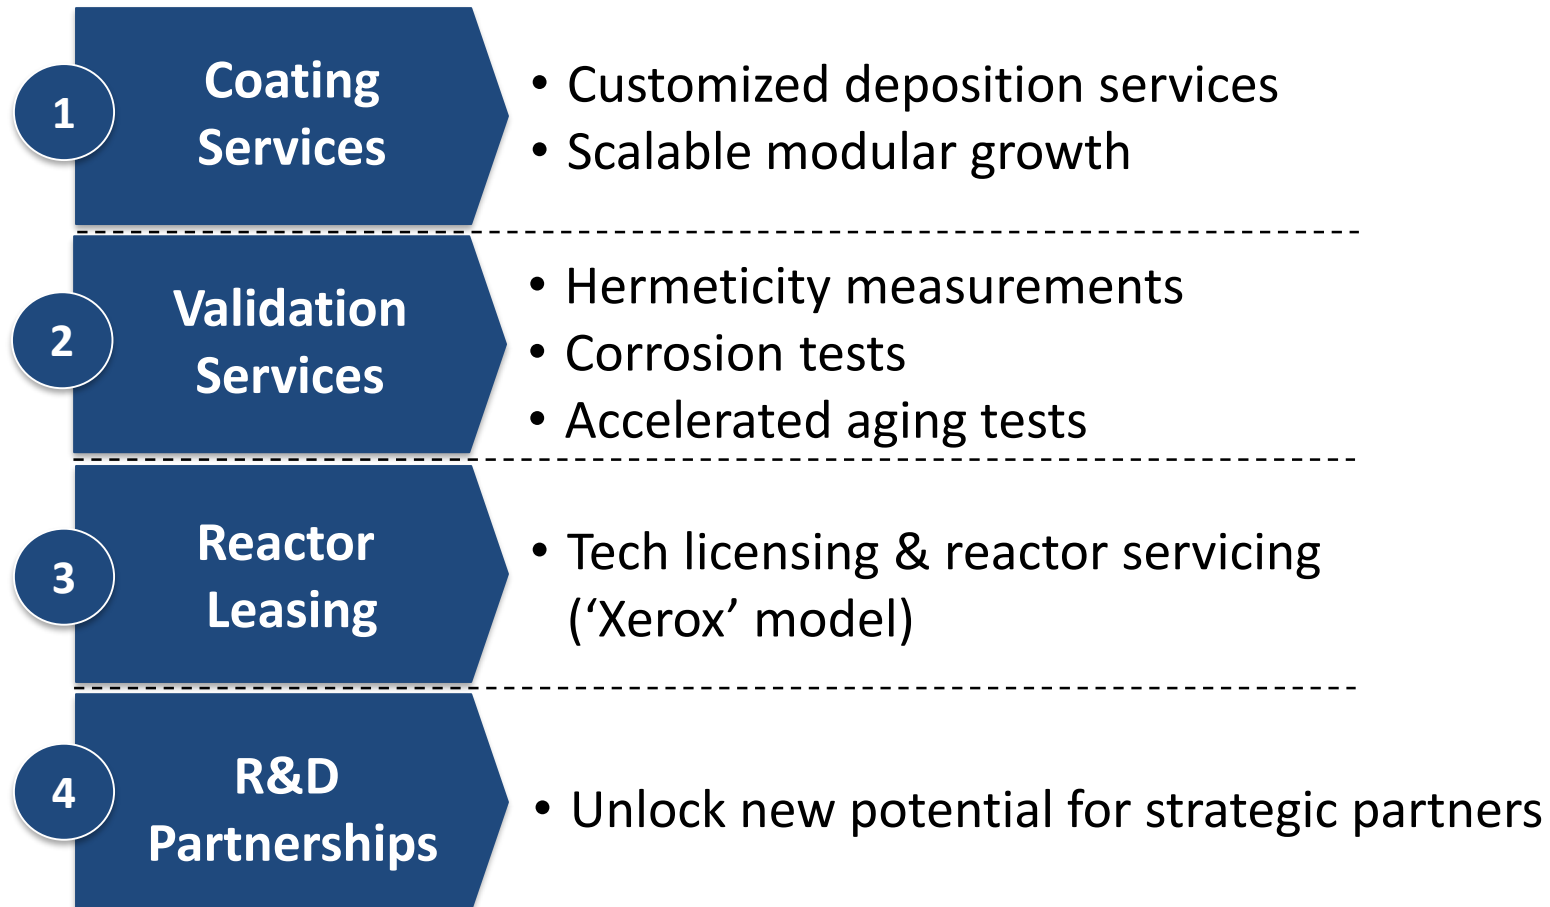 1
Coating
Services
• Customized deposition services
• Scalable modular growth
2
Validation
Services
• Hermeticity measurements
• Corrosion tests
• Accelerated aging tests
3
Reactor
Leasing
• Tech licensing & reactor servicing
(‘Xerox’ model)
4
R&D
Partnerships
• Unlock new potential for strategic partners